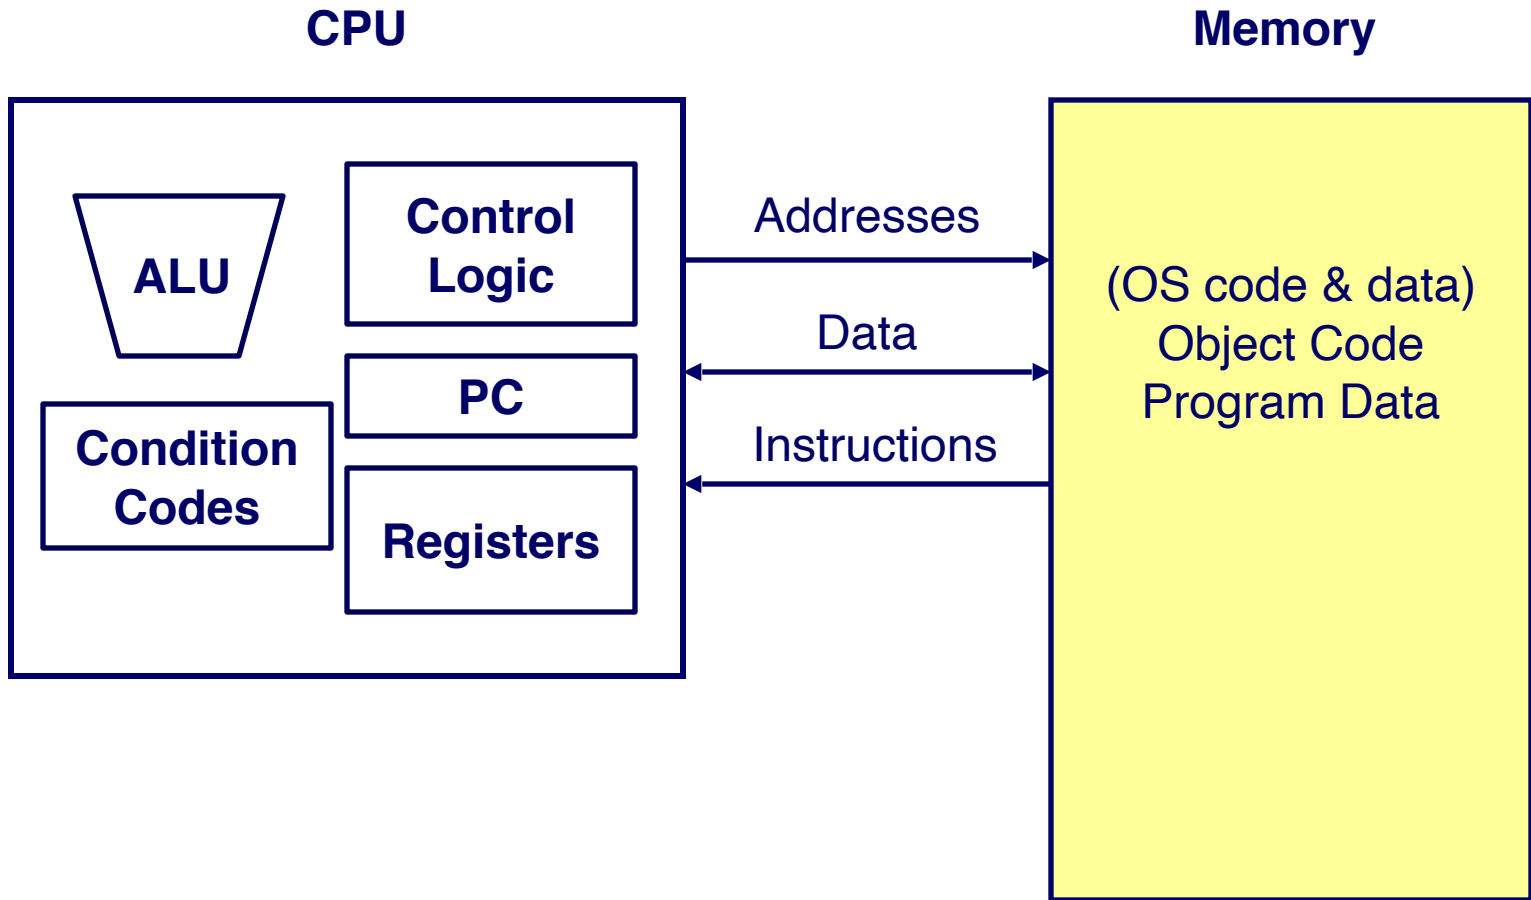 CPU
Memory
ALU
Control
Logic
PC
Condition
Codes
Registers
Addresses
Data
Instructions
(OS code & data)
Object Code
Program Data